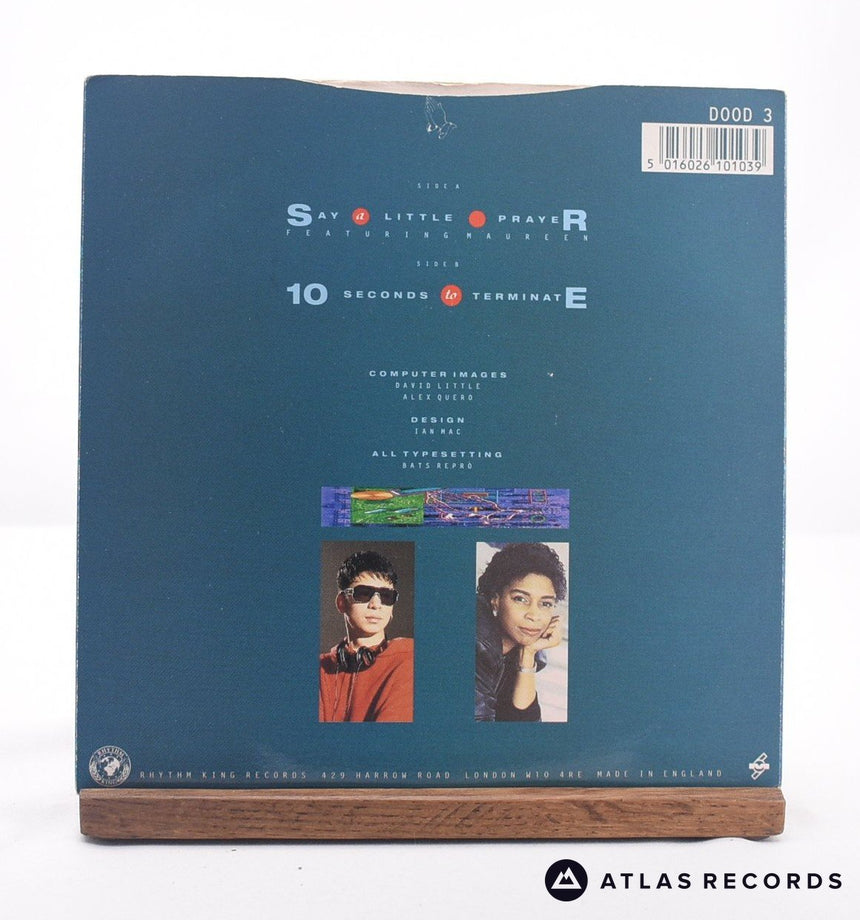 DOOD 3
5 016026 101039
SIDE A
SAY a LITTLE PRAYER
FEATURING MAUREEN
SIDE B
10 SECONDS to TERMINATE
COMPUTER IMAGES
DAVID LITTLE
ALEX QUERO
DESIGN
IAN MAC
ALL TYPESETTING
BATS REPRO
RHYTHM KING
RHYTHM KING RECORDS 429 HARROW ROAD LONDON W10 4RE MADE IN ENGLAND
ATLAS RECORDS